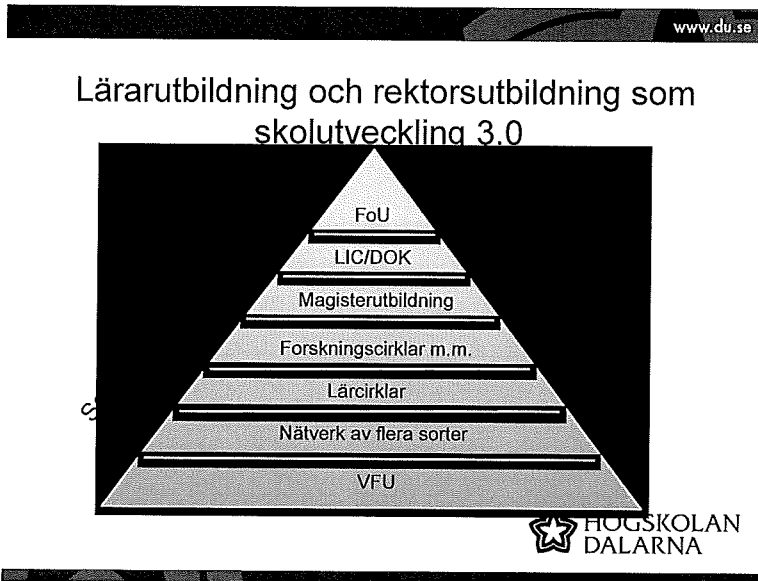 www.du.se
Lärarutbildning och rektorsutbildning som
skolutveckling 3.0
FoU
LIC/DOK
Magisterutbildning
Forskningscirklar m.m.
Lärcirklar
Nätverk av flera sorter
VFU
HÖGSKOLAN
DALARNA